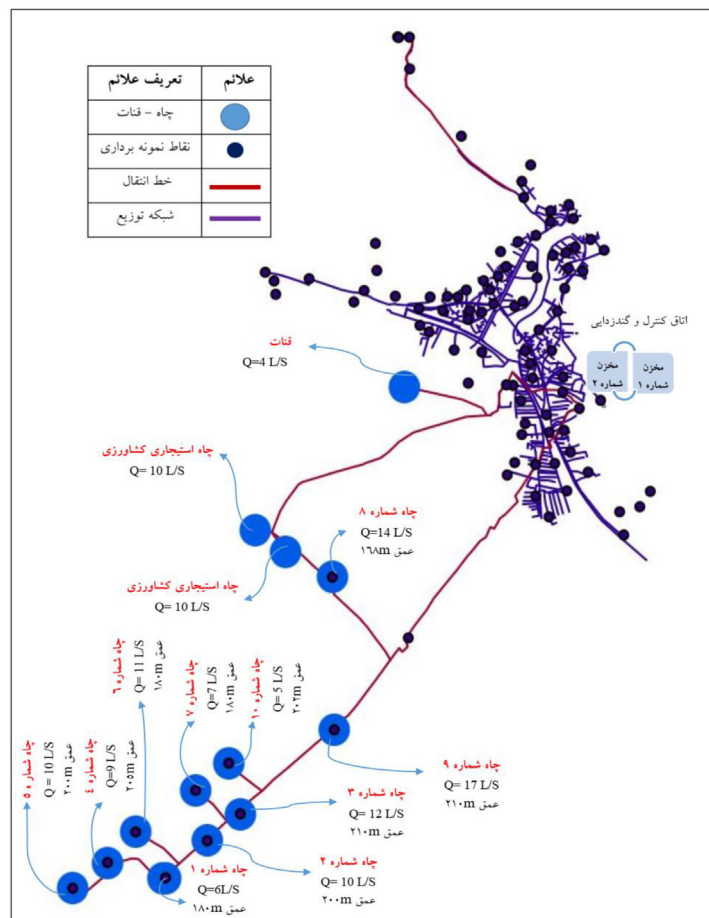 علائم	تعریف علائم
چاه - قنات
نقاط نمونه برداری
خط انتقال
شبکه توزیع
اتاق کنترل و گندزدایی
مخزن
شماره ۱
مخزن
شماره ۲
قنات
Q=4 L/S
چاه استیجاری کشاورزی
Q= 10 L/S
چاه شماره ۸
Q=14 L/S
عمق ۱۶۸m
چاه استیجاری کشاورزی
Q= 10 L/S
چاه شماره ۶
Q= 11 L/S
عمق ۱۸۰m
چاه شماره ۷
Q=7 L/S
عمق ۱۸۰m
چاه شماره ۱۰
Q= 5 L/S
عمق ۲۰۲m
چاه شماره ۵
Q = 10 L/S
عمق ۲۰۰m
چاه شماره ۴
Q=9 L/S
عمق ۲۰۵m
چاه شماره ۹
Q= 17 L/S
عمق ۲۱۰m
چاه شماره ۳
Q= 12 L/S
عمق ۲۱۰m
چاه شماره ۲
Q= 10 L/S
عمق ۲۰۰m
چاه شماره ۱
Q=6L/S
عمق ۱۸۰m